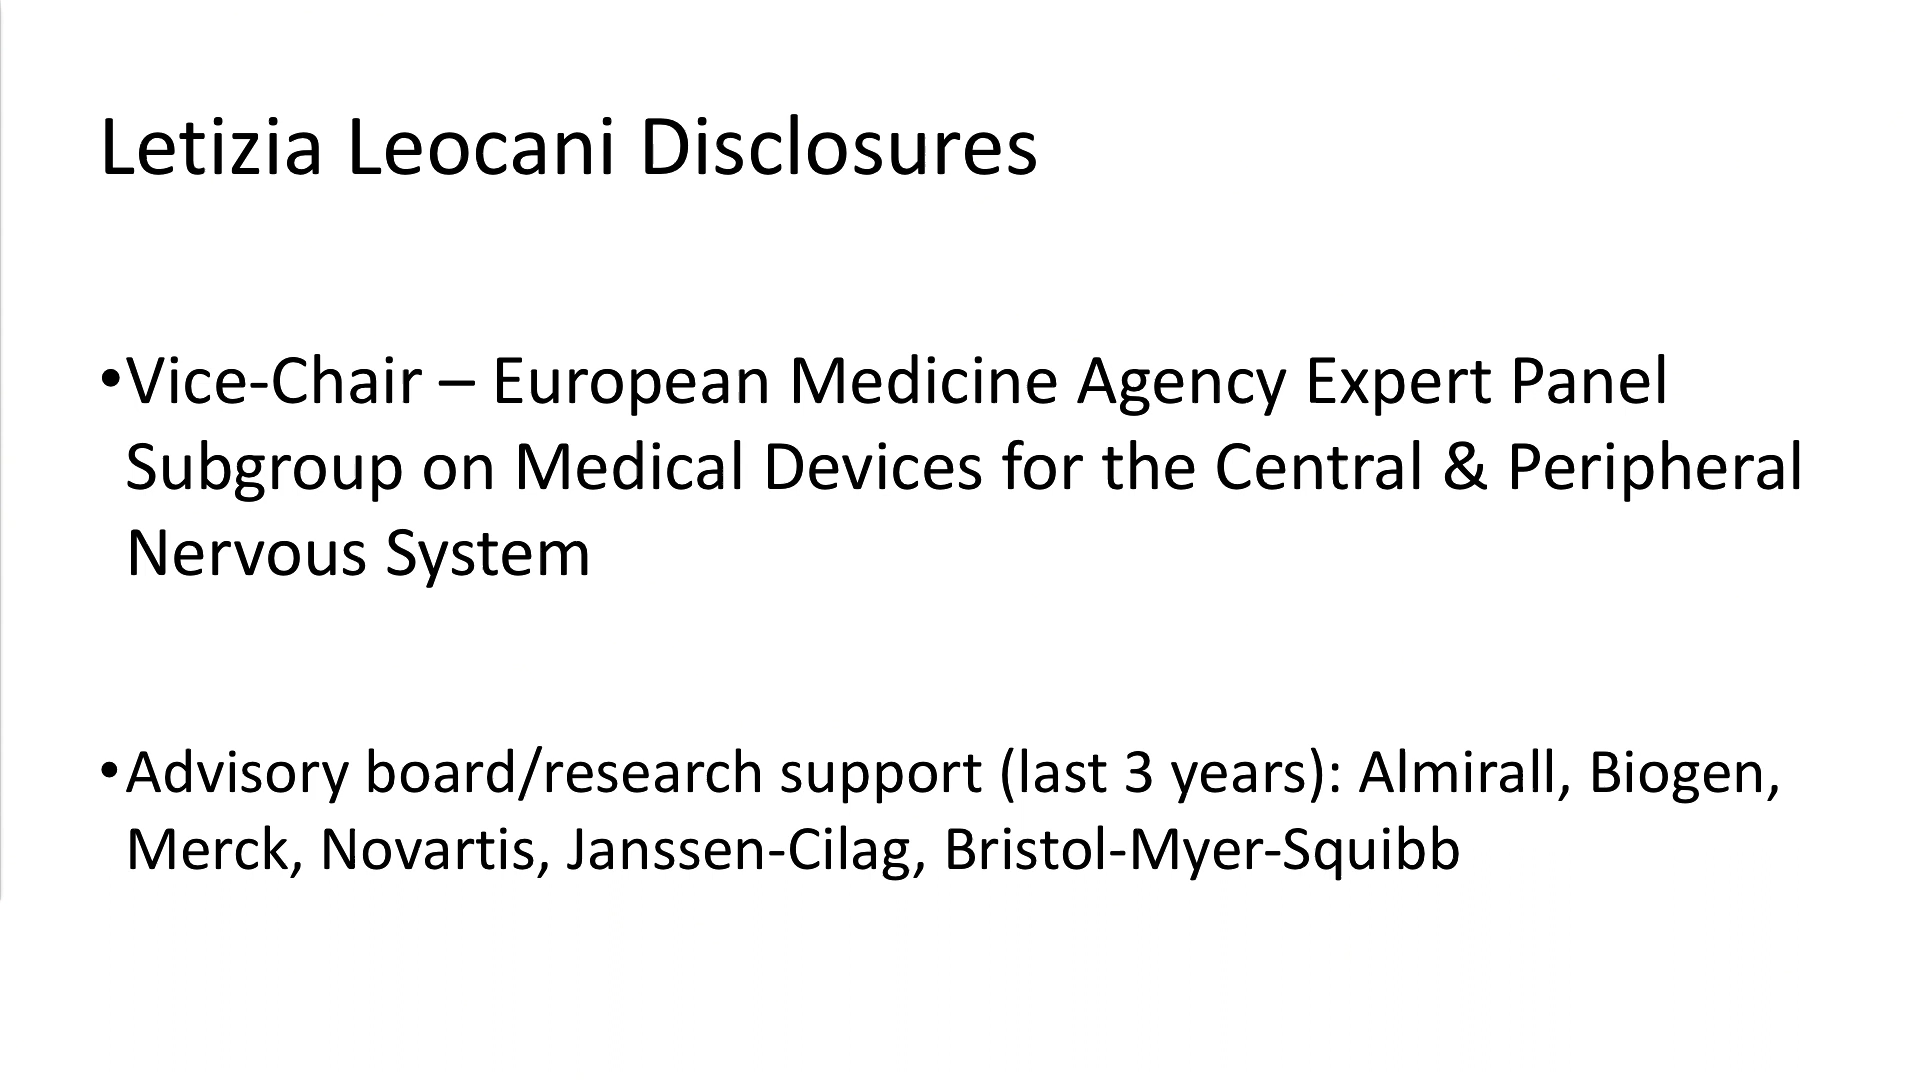 Letizia Leocani Disclosures
•Vice-Chair – European Medicine Agency Expert Panel
Subgroup on Medical Devices for the Central & Peripheral
Nervous System
•Advisory board/research support (last 3 years): Almirall, Biogen,
Merck, Novartis, Janssen-Cilag, Bristol-Myer-Squibb